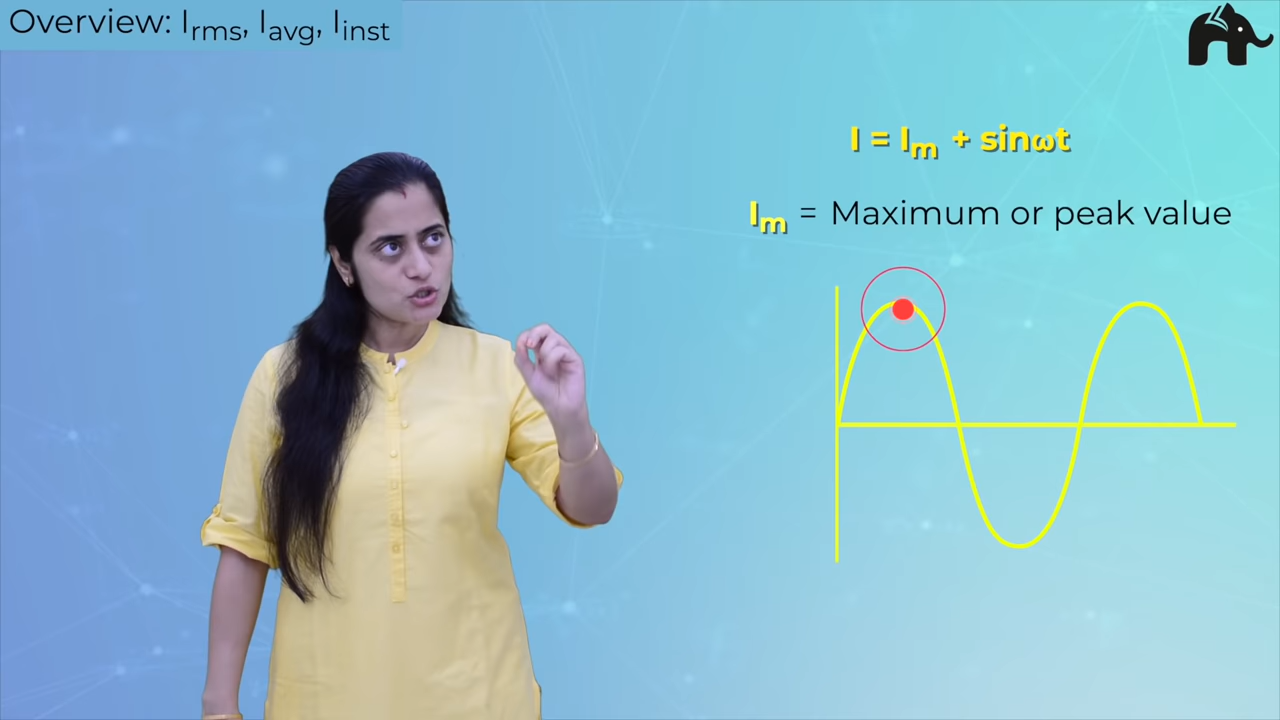 Overview: Irms, Iavg, Iinst
I = Im + sinωt
Im = Maximum or peak value